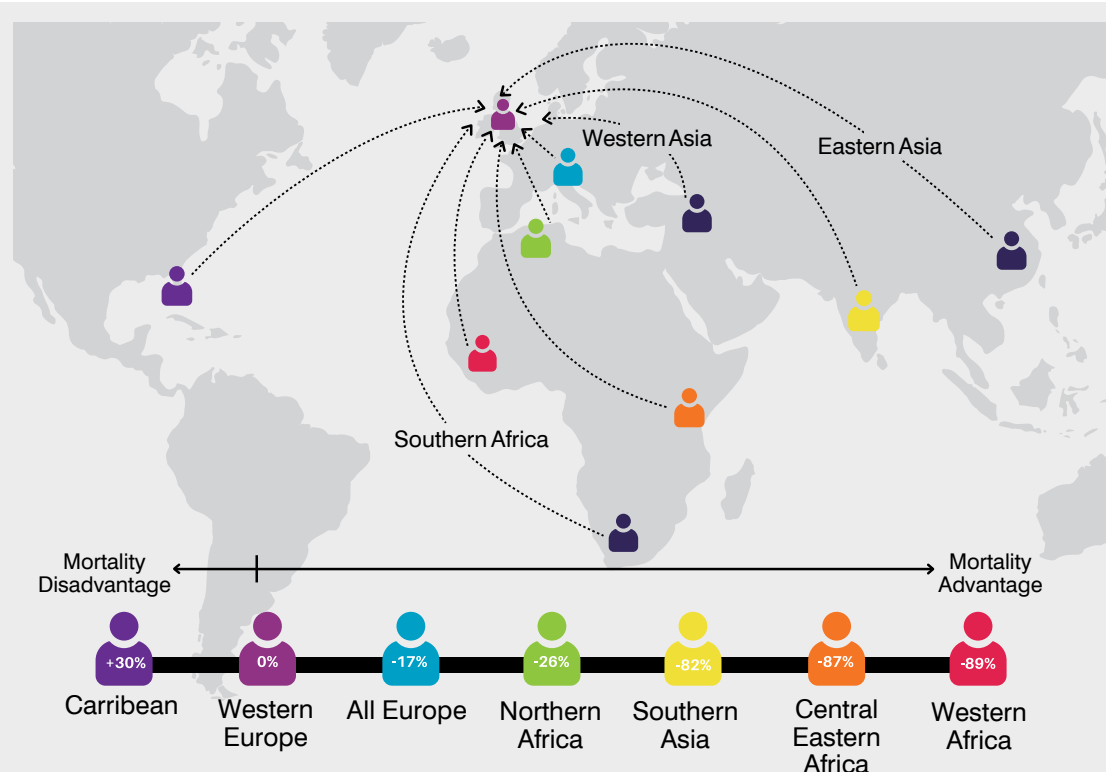 Western Asia
Eastern Asia
Southern Africa
Mortality
Disadvantage
Mortality
Advantage
+30%
0%
-17%
-26%
-82%
-87%
-89%
Carribean
Western
Europe
All Europe
Northern
Africa
Southern
Asia
Central
Eastern
Africa
Western
Africa